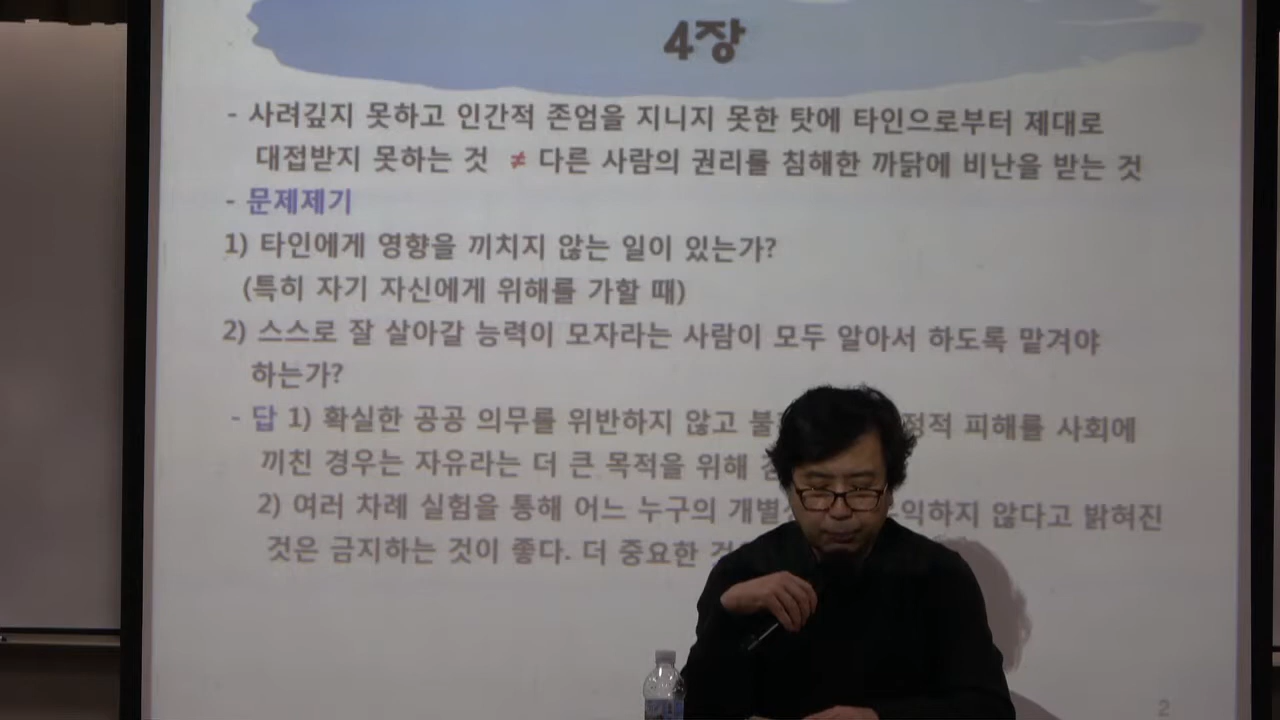 4장
- 사려깊지 못하고 인간적 존엄을 지니지 못한 탓에 타인으로부터 제대로
대접받지 못하는 것 ≠ 다른 사람의 권리를 침해한 까닭에 비난을 받는 것
- 문제제기
1) 타인에게 영향을 끼치지 않는 일이 있는가?
(특히 자기 자신에게 위해를 가할 때)
2) 스스로 잘 살아갈 능력이 모자라는 사람이 모두 알아서 하도록 맡겨야
하는가?
- 답 1) 확실한 공공 의무를 위반하지 않고 피해를 사회에
끼친 경우는 자유라는 더 큰 목적을 위해
2) 여러 차례 실험을 통해 어느 누구의 않다고 밝혀진
것은 금지하는 것이 좋다. 더 중요한
2